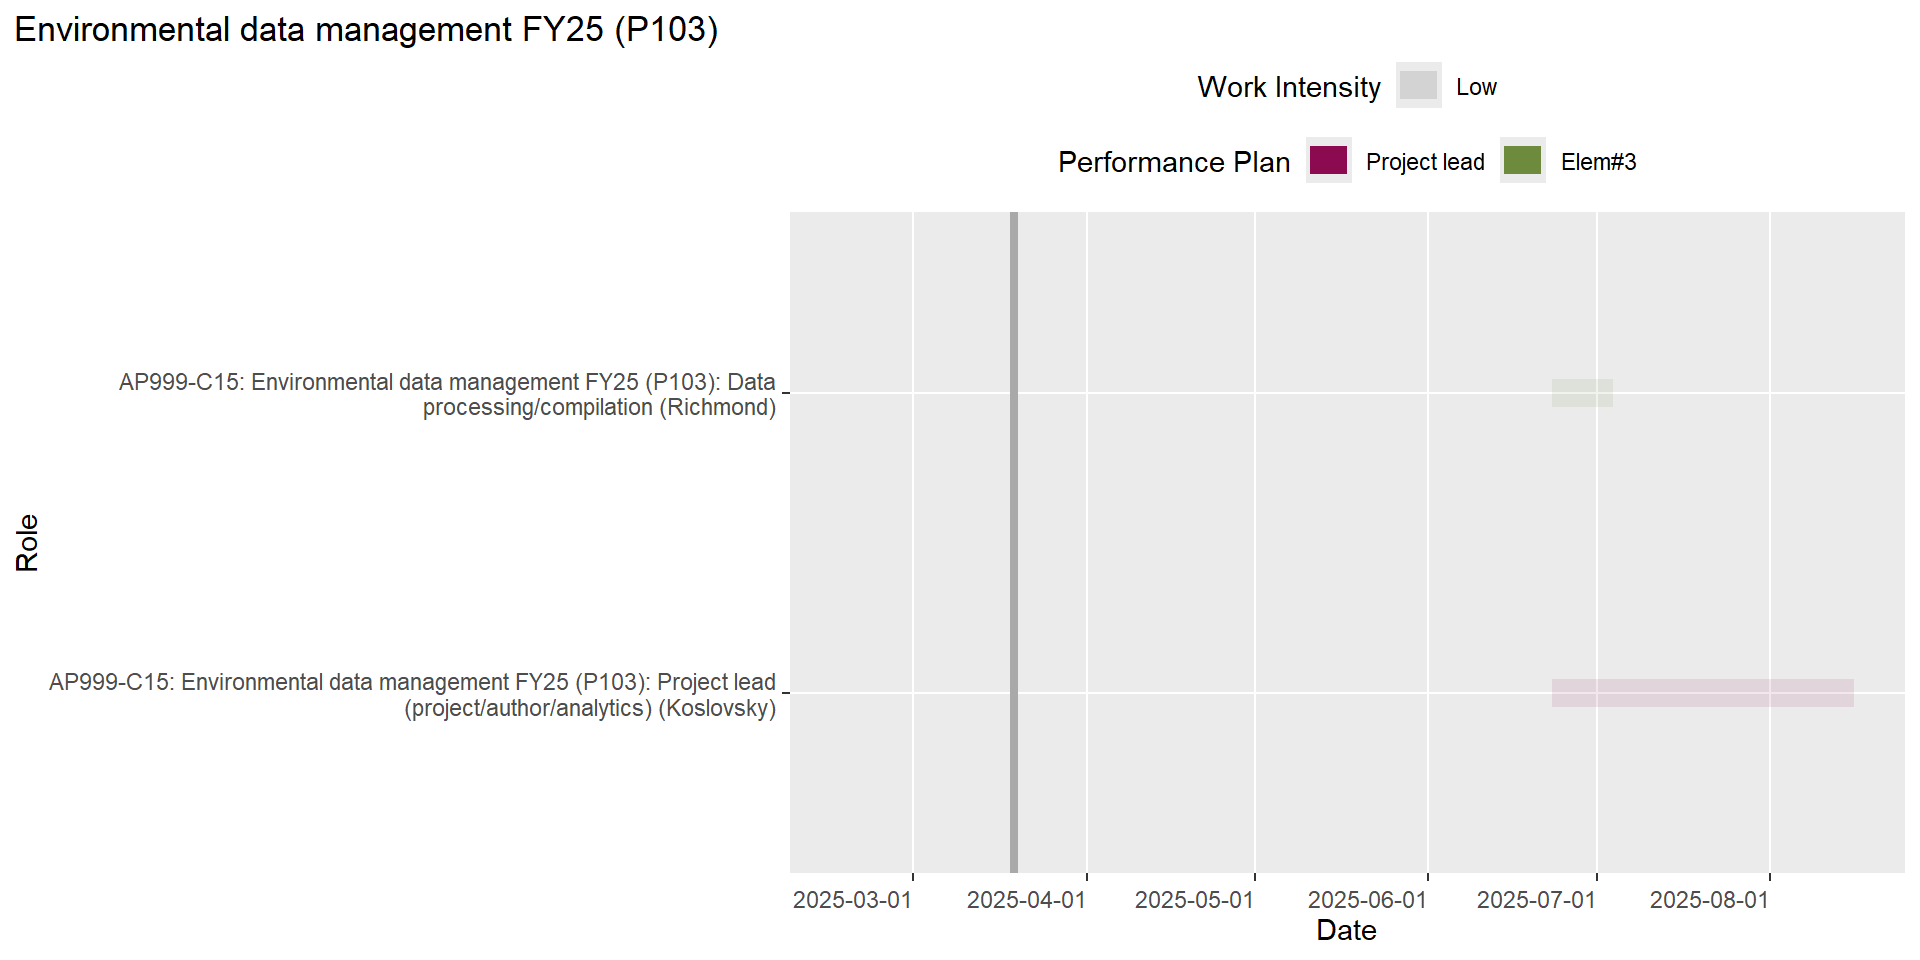 Environmental data management FY25 (P103)
Work Intensity Low
Performance Plan Project lead Elem#3
AP999-C15: Environmental data management FY25 (P103): Data
processing/compilation (Richmond)
Role
AP999-C15: Environmental data management FY25 (P103): Project lead
(project/author/analytics) (Koslovsky)
2025-03-01 2025-04-01 2025-05-01 2025-06-01 2025-07-01 2025-08-01
Date